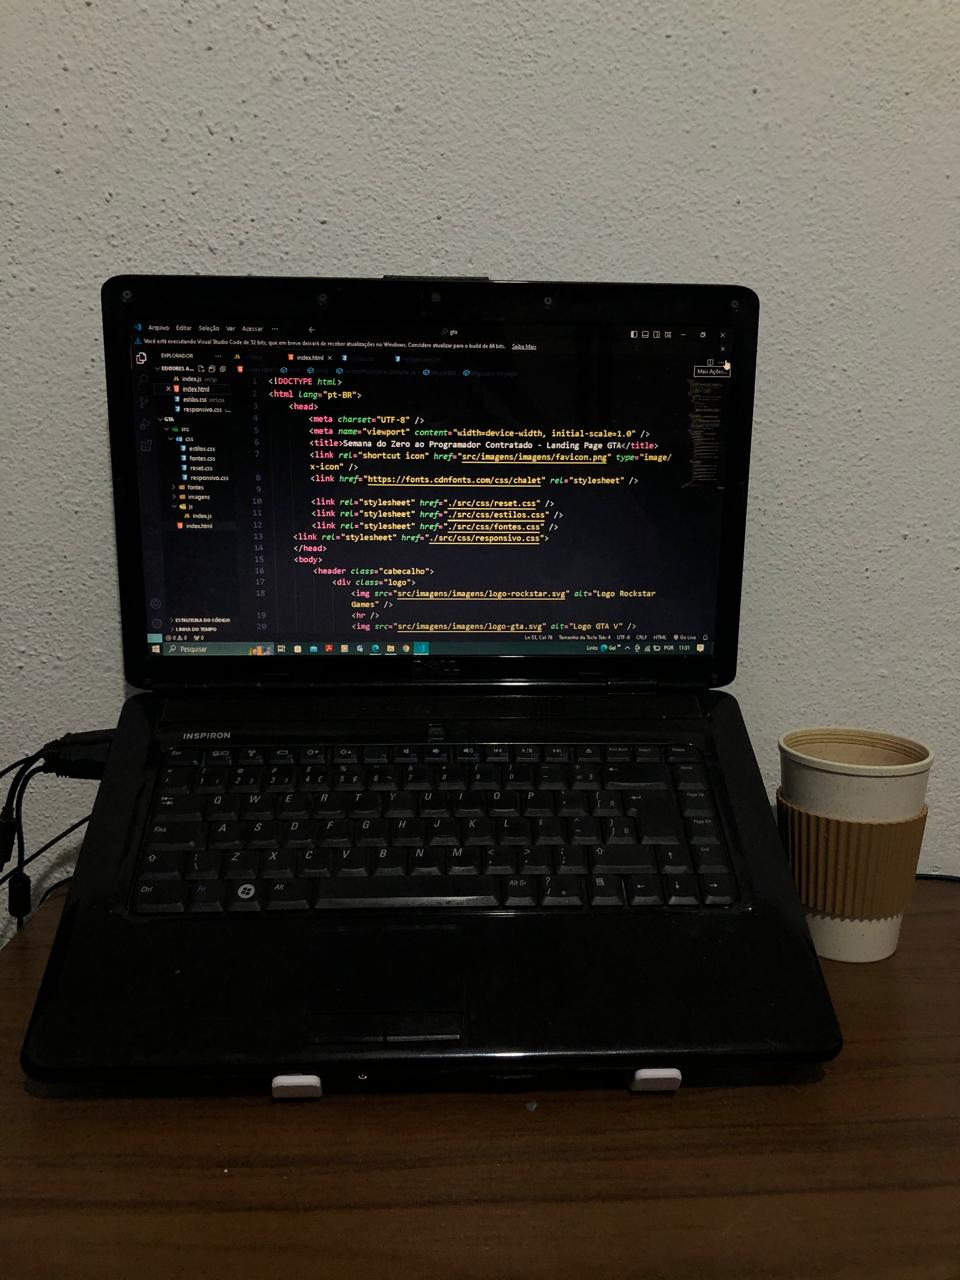 Arquivo Editar Seleção Ver Acessar ··· gta
Você está executando Visual Studio Code de 32 bits, que em breve deixará de receber atualizações no Windows. Considere atualizar para o build de 64 bits. Saiba Mais
EXPLORADOR ··· index.html
Mais Ações...
EDITORES A...
index.js
index.html
estilos.css
responsivo.css
GTA
src
css
estilos.css
fontes.css
reset.css
responsivo.css
fontes
imagens
js
index.js
index.html
ESTRUTURA DO CÓDIGO
LINHA DO TEMPO
1 <!DOCTYPE html>
2 <html lang="pt-BR">
3 <head>
4 <meta charset="UTF-8" />
5 <meta name="viewport" content="width=device-width, initial-scale=1.0" />
6 <title>Semana do Zero ao Programador Contratado - Landing Page GTA</title>
7 <link rel="shortcut icon" href="src/imagens/imagens/favicon.png" type="image/
x-icon" />
8 <link href="https://fonts.cdnfonts.com/css/chalet" rel="stylesheet" />
9
10 <link rel="stylesheet" href="./src/css/reset.css" />
11 <link rel="stylesheet" href="./src/css/estilos.css" />
12 <link rel="stylesheet" href="./src/css/fontes.css" />
13 <link rel="stylesheet" href="./src/css/responsivo.css">
14 </head>
15 <body>
16 <header class="cabecalho">
17 <div class="logo">
18 <img src="src/imagens/imagens/logo-rockstar.svg" alt="Logo Rockstar
Games" />
19 <hr />
20 <img src="src/imagens/imagens/logo-gta.svg" alt="Logo GTA V" />
0 0 0 Ln 53, Col 76 Tamanho da Tecla Tab: 4 UTF-8 CRLF HTML Go Live
Pesquisar Links Gol POR 11:01
DELL
INSPIRON
Q W E R T Y U I O P
Fixa A S D F G H J K L Ç
Z X C V B N M
Ctrl Fn Alt Alt Gr